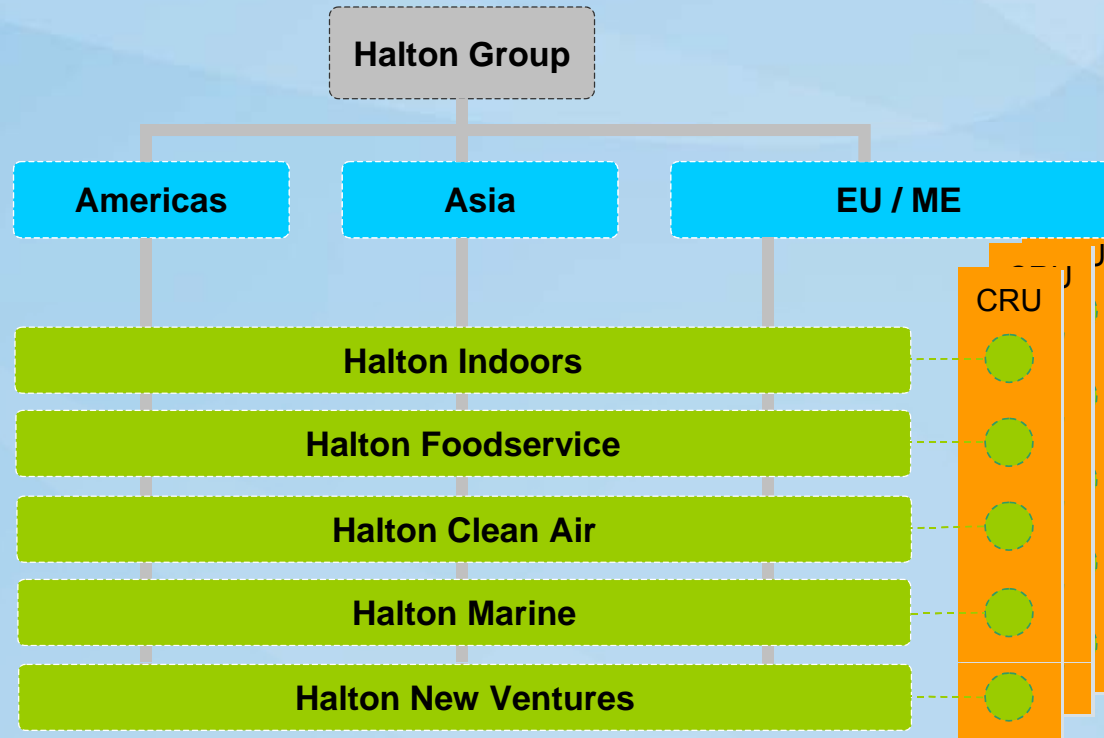 Halton Group
Americas
Asia
EU / ME
CRU
Halton Indoors
Halton Foodservice
Halton Clean Air
Halton Marine
Halton New Ventures